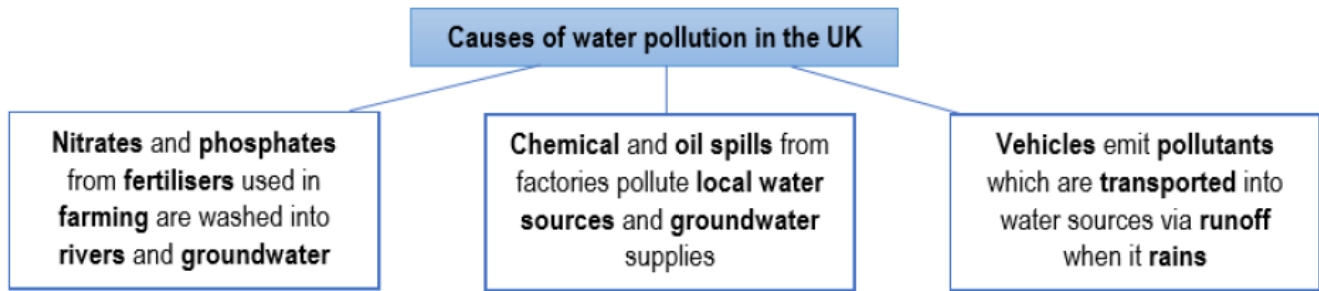 Causes of water pollution in the UK
Nitrates and phosphates
from fertilisers used in
farming are washed into
rivers and groundwater
Chemical and oil spills from
factories pollute local water
sources and groundwater
supplies
Vehicles emit pollutants
which are transported into
water sources via runoff
when it rains